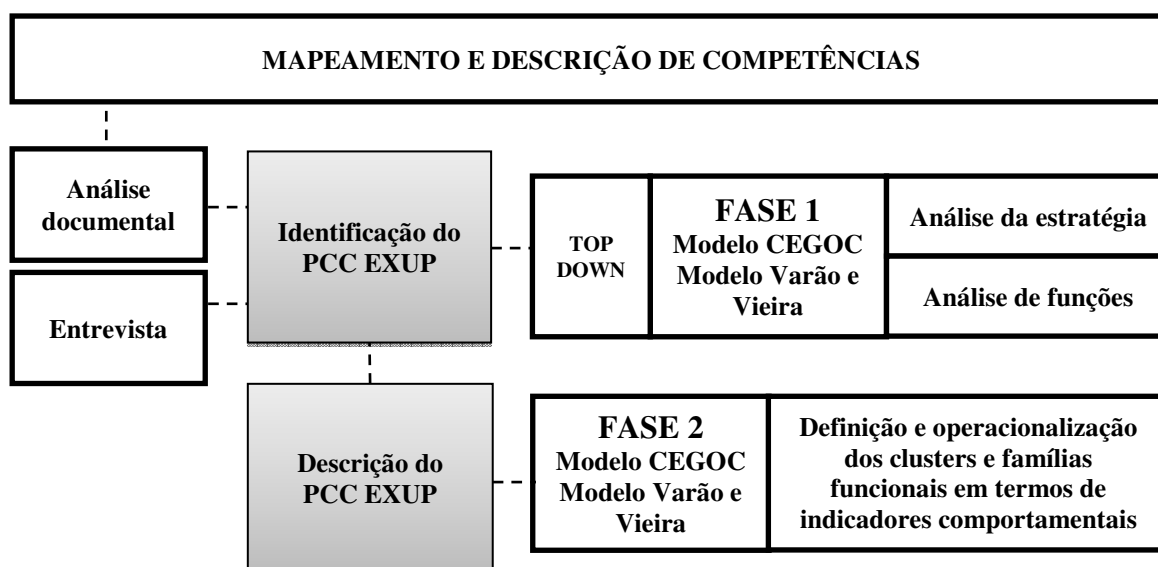 MAPEAMENTO E DESCRIÇÃO DE COMPETÊNCIAS
Análise
documental
Entrevista
Identificação do
PCC EXUP
TOP
DOWN
FASE 1
Modelo CEGOC
Modelo Varão e
Vieira
Análise da estratégia
Análise de funções
Descrição do
PCC EXUP
FASE 2
Modelo CEGOC
Modelo Varão e
Vieira
Definição e operacionalização
dos clusters e famílias
funcionais em termos de
indicadores comportamentais